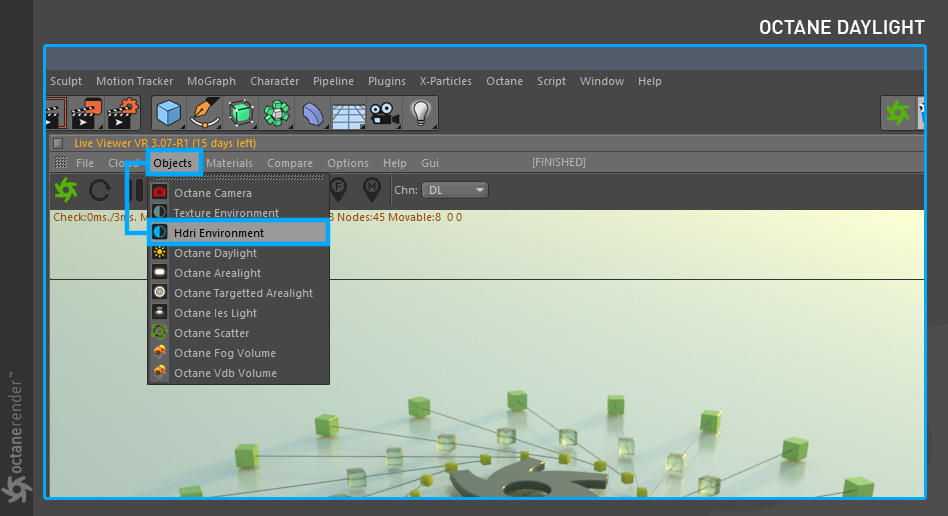 OCTANE DAYLIGHT
Sculpt Motion Tracker MoGraph Character Pipeline Plugins X-Particles Octane Script Window Help
Live Viewer VR 3.07-R1 (15 days left)
File Objects Materials Compare Options Help Gui [FINISHED]
F M Chn: DL
Octane Camera
Texture Environment
Check:0ms./3ms. Nodes:45 Movable:8 0 0
Hdri Environment
Octane Daylight
Octane Arealight
Octane Targetted Arealight
Octane Ies Light
Octane Scatter
Octane Fog Volume
Octane Vdb Volume
octanerender™